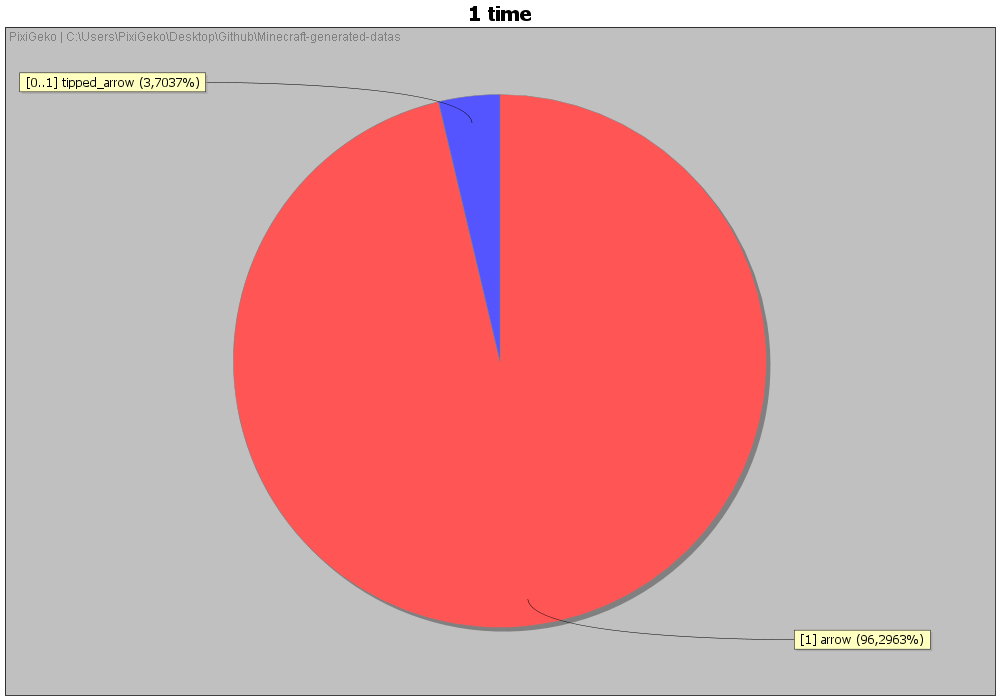 1 time
PixiGeko | C:\Users\PixiGeko\Desktop\Github\Minecraft-generated-datas
[0..1] tipped_arrow (3,7037%)
[1] arrow (96,2963%)